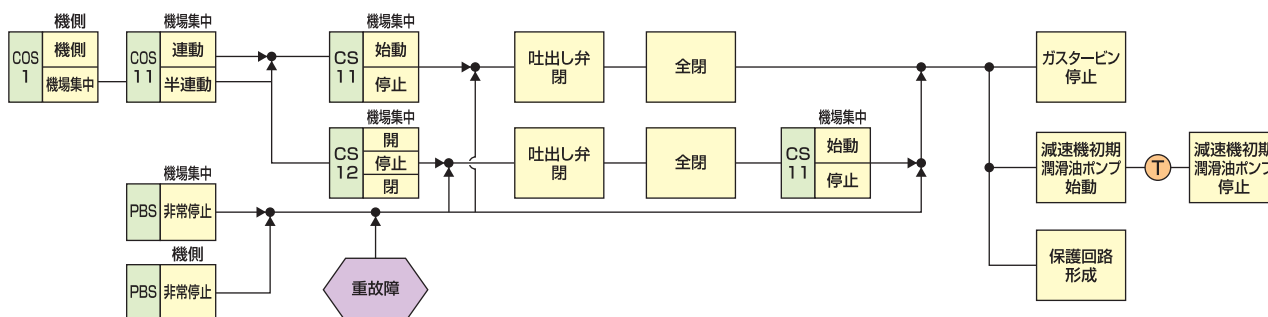 機側
COS
1
機側
機場集中
機場集中
COS
11
連動
半連動
機場集中
CS
11
始動
停止
吐出し弁
閉
全閉
ガスタービン
停止
機場集中
CS
12
開
停止
閉
吐出し弁
閉
全閉
機場集中
CS
11
始動
停止
減速機初期
潤滑油ポンプ
始動
T
減速機初期
潤滑油ポンプ
停止
機場集中
PBS
非常停止
機側
PBS
非常停止
重故障
保護回路
形成